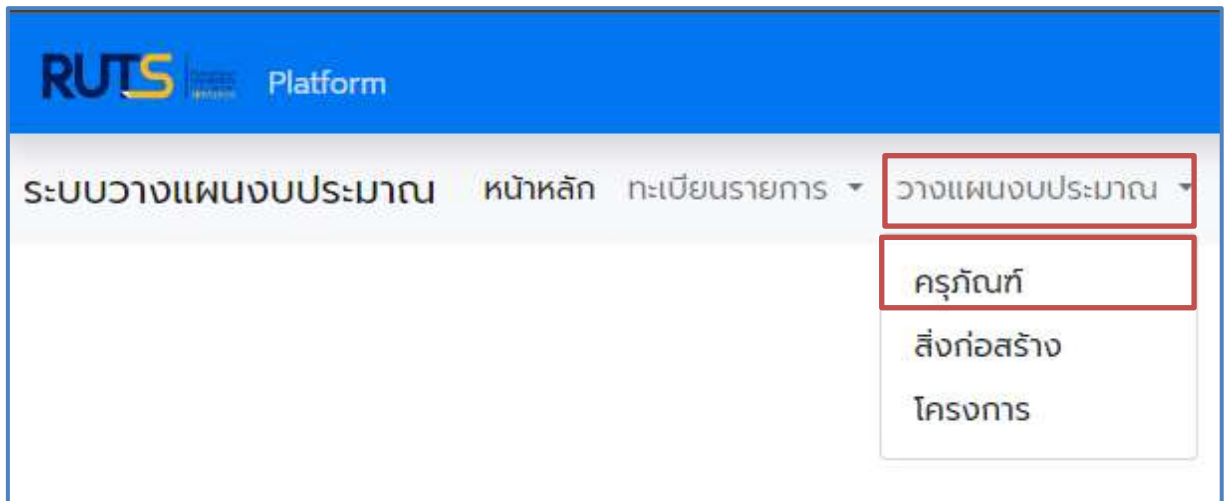 RUTS Platform
ระบบวางแผนงบประมาณ หน้าหลัก ทะเบียนรายการ วางแผนงบประมาณ
ครุภัณฑ์
สิ่งก่อสร้าง
โครงการ